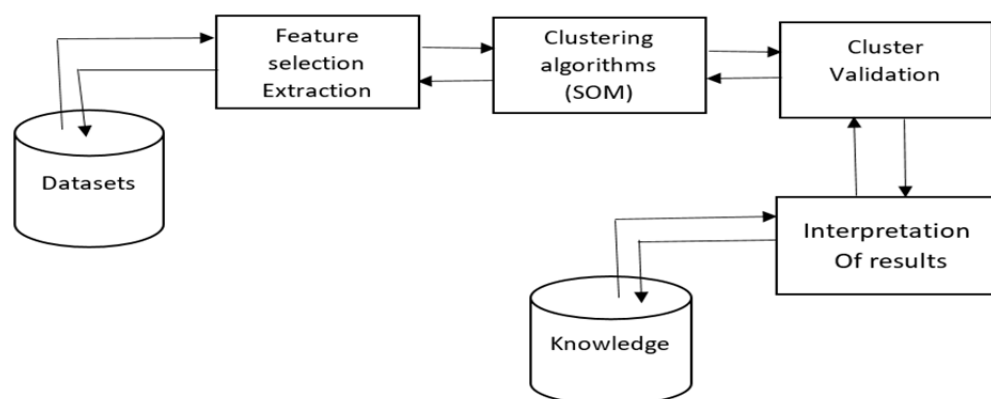 Feature
selection
Extraction
Clustering
algorithms
(SOM)
Cluster
Validation
Datasets
Interpretation
Of results
Knowledge